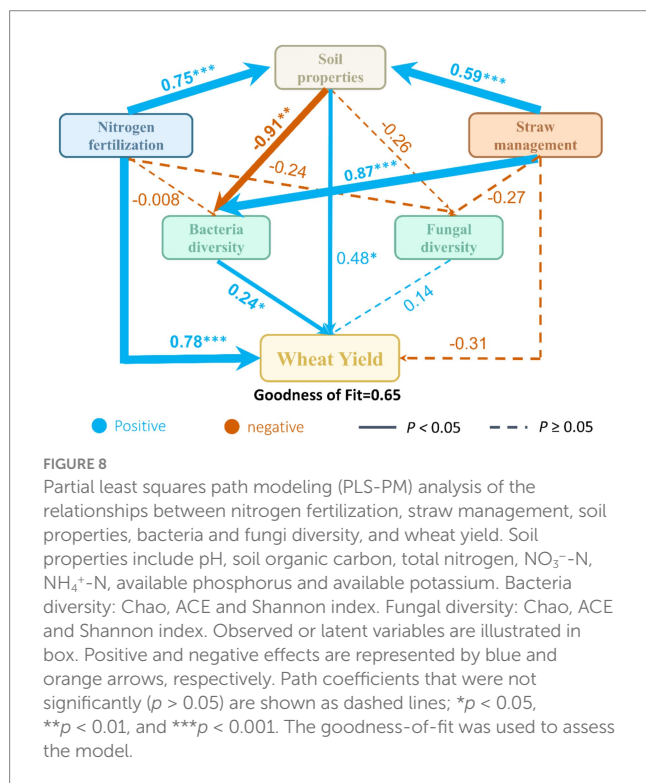 Soil
properties
0.75***
0.59***
Nitrogen
fertilization
-0.91**
-0.26
Straw
management
-0.24
0.87***
-0.008
-0.27
Bacteria
diversity
Fungal
diversity
0.48*
0.24*
0.14
0.78***
Wheat Yield
-0.31
Goodness of Fit=0.65
Positive
negative
P < 0.05
P ≥ 0.05
FIGURE 8
Partial least squares path modeling (PLS-PM) analysis of the
relationships between nitrogen fertilization, straw management, soil
properties, bacteria and fungi diversity, and wheat yield. Soil
properties include pH, soil organic carbon, total nitrogen, NO₃⁻-N,
NH₄⁺-N, available phosphorus and available potassium. Bacteria
diversity: Chao, ACE and Shannon index. Fungal diversity: Chao, ACE
and Shannon index. Observed or latent variables are illustrated in
box. Positive and negative effects are represented by blue and
orange arrows, respectively. Path coefficients that were not
significantly (p > 0.05) are shown as dashed lines; *p < 0.05,
**p < 0.01, and ***p < 0.001. The goodness-of-fit was used to assess
the model.